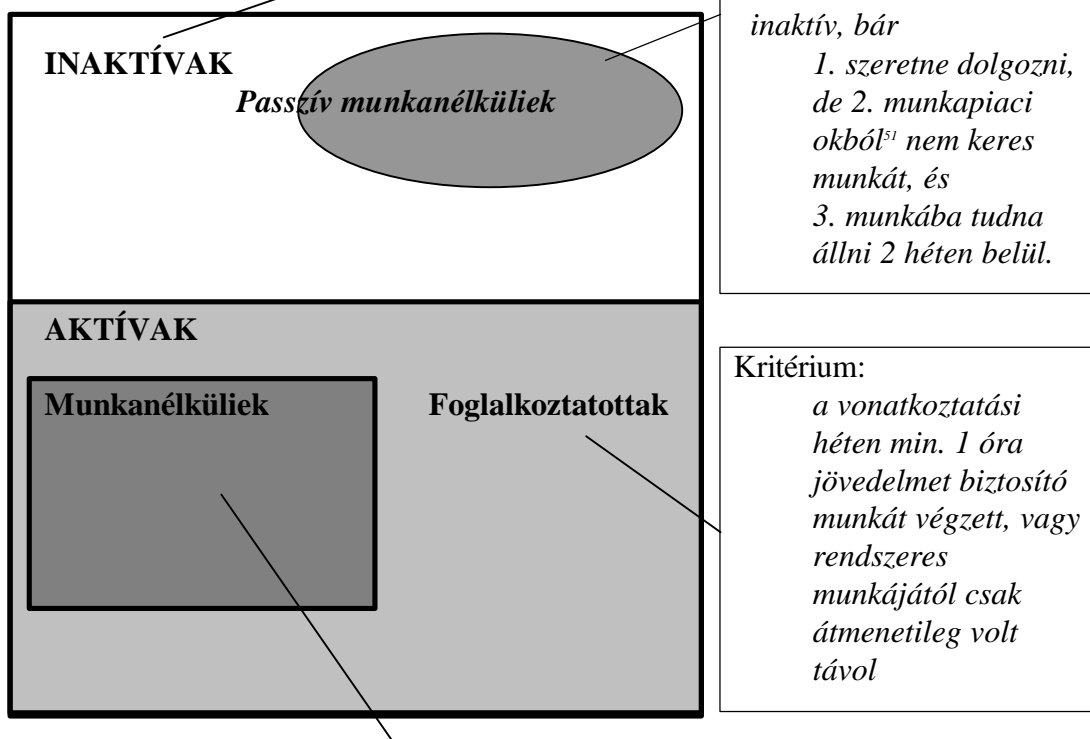 INAKTÍVAK
Passzív munkanélküliek
inaktív, bár
1. szeretne dolgozni,
de 2. munkapiaci
okból⁵¹ nem keres
munkát, és
3. munkába tudna
állni 2 héten belül.
AKTÍVAK
Munkanélküliek
Foglalkoztatottak
Kritérium:
a vonatkoztatási
héten min. 1 óra
jövedelmet biztosító
munkát végzett, vagy
rendszeres
munkájától csak
átmenetileg volt
távol